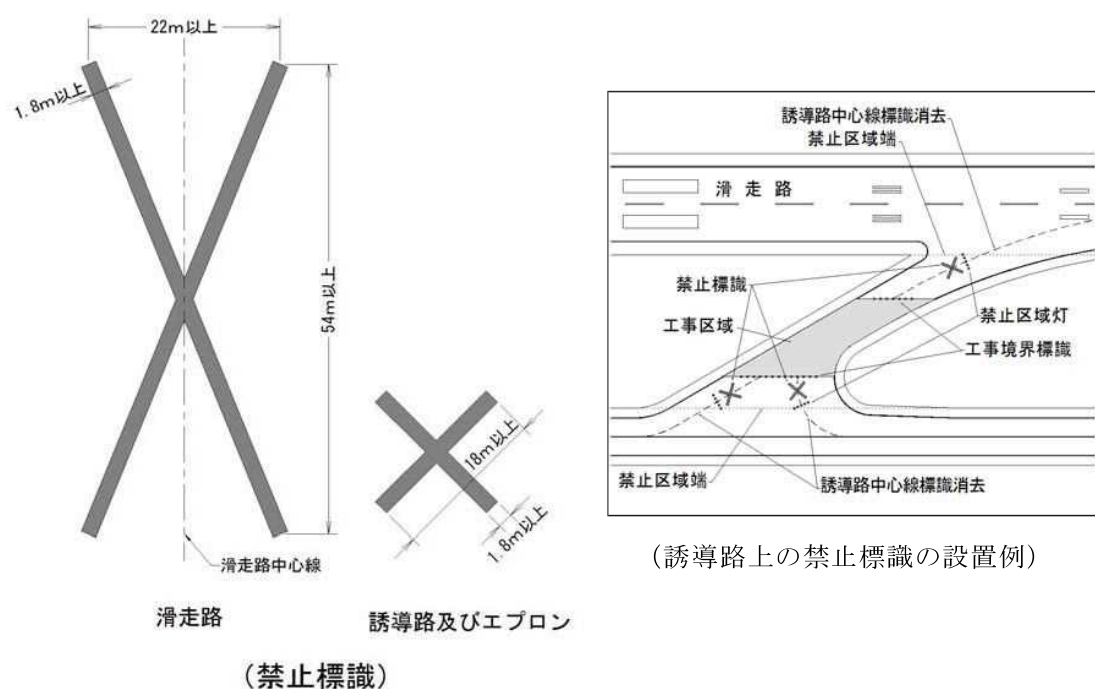 22m以上
1.8m以上
54m以上
滑走路中心線
滑走路
18m以上
1.8m以上
誘導路及びエプロン
(禁止標識)
誘導路中心線標識消去
禁止区域端
滑走路
禁止標識
工事区域
禁止区域灯
工事境界標識
禁止区域端
誘導路中心線標識消去
(誘導路上の禁止標識の設置例)